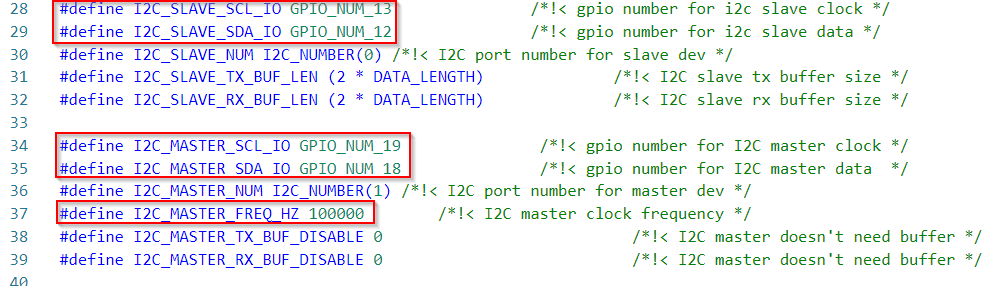 28 #define I2C_SLAVE_SCL_IO GPIO_NUM_13 /*!< gpio number for i2c slave clock */
29 #define I2C_SLAVE_SDA_IO GPIO_NUM_12 /*!< gpio number for i2c slave data */
30 #define I2C_SLAVE_NUM I2C_NUMBER(0) /*!< I2C port number for slave dev */
31 #define I2C_SLAVE_TX_BUF_LEN (2 * DATA_LENGTH) /*!< I2C slave tx buffer size */
32 #define I2C_SLAVE_RX_BUF_LEN (2 * DATA_LENGTH) /*!< I2C slave rx buffer size */
33
34 #define I2C_MASTER_SCL_IO GPIO_NUM_19 /*!< gpio number for I2C master clock */
35 #define I2C_MASTER_SDA_IO GPIO_NUM_18 /*!< gpio number for I2C master data */
36 #define I2C_MASTER_NUM I2C_NUMBER(1) /*!< I2C port number for master dev */
37 #define I2C_MASTER_FREQ_HZ 100000 /*!< I2C master clock frequency */
38 #define I2C_MASTER_TX_BUF_DISABLE 0 /*!< I2C master doesn't need buffer */
39 #define I2C_MASTER_RX_BUF_DISABLE 0 /*!< I2C master doesn't need buffer */
40